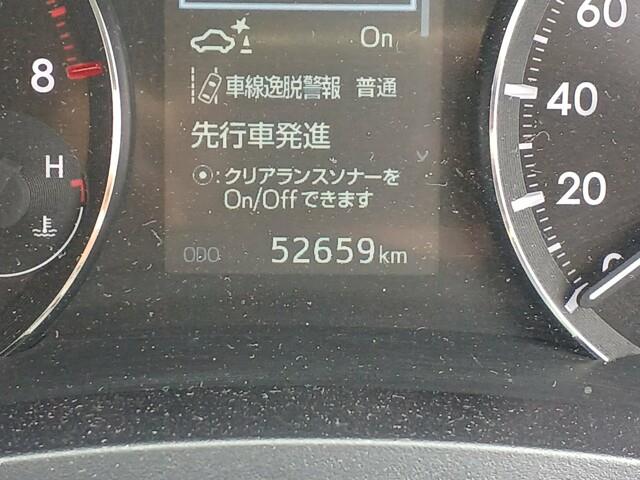 On
車線逸脱警報 普通
先行車発進
⦿:クリアランスソナーを
On/Offできます
ODO 52659km
8
H
60
40
20
0